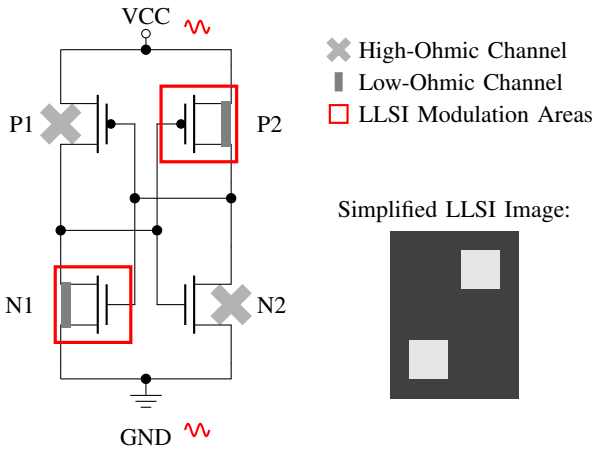 VCC
High-Ohmic Channel
Low-Ohmic Channel
LLSI Modulation Areas
P1
P2
Simplified LLSI Image:
N1
N2
GND